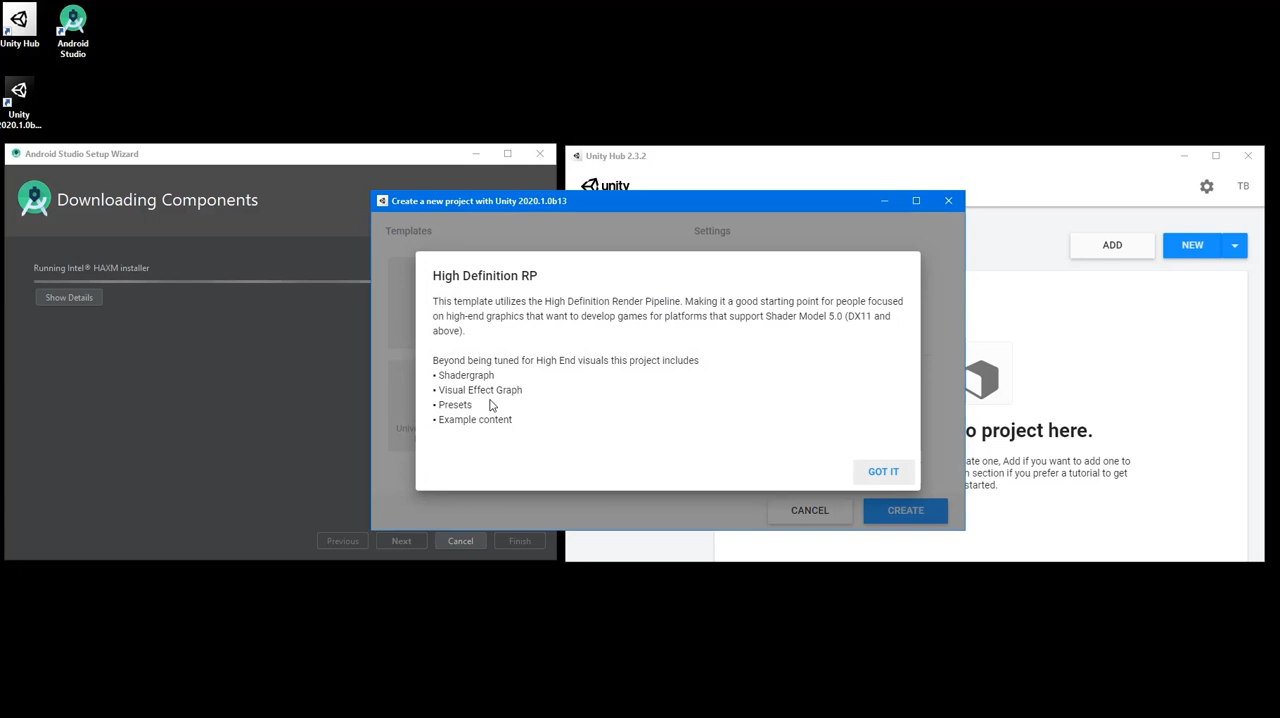 Unity Hub
Android
Studio
Unity
2020.1.0b...
Android Studio Setup Wizard
Downloading Components
Running Intel® HAXM installer
Show Details
Previous
Next
Cancel
Finish
Unity Hub 2.3.2
unity
TB
ADD
NEW
o project here.
ate one, Add if you want to add one to
n section if you prefer a tutorial to get
started.
Create a new project with Unity 2020.1.0b13
Templates
Settings
High Definition RP
This template utilizes the High Definition Render Pipeline. Making it a good starting point for people focused
on high-end graphics that want to develop games for platforms that support Shader Model 5.0 (DX11 and
above).
Beyond being tuned for High End visuals this project includes
• Shadergraph
• Visual Effect Graph
• Presets
• Example content
GOT IT
Unive
CANCEL
CREATE